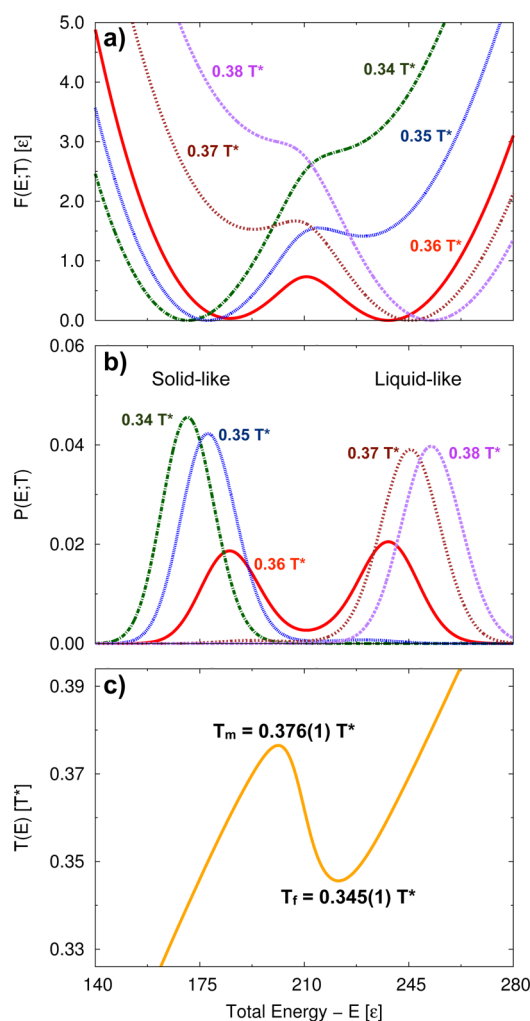 a)
5.0
4.0
3.0
2.0
1.0
0.0
F(E;T) [ε]
0.38 T*
0.34 T*
0.37 T*
0.35 T*
0.36 T*
b)
0.06
0.04
0.02
0.00
P(E;T)
Solid-like
Liquid-like
0.34 T*
0.35 T*
0.37 T*
0.38 T*
0.36 T*
c)
0.39
0.37
0.35
0.33
T(E) [T*]
Tₘ = 0.376(1) T*
T_f = 0.345(1) T*
140 175 210 245 280
Total Energy – E [ε]